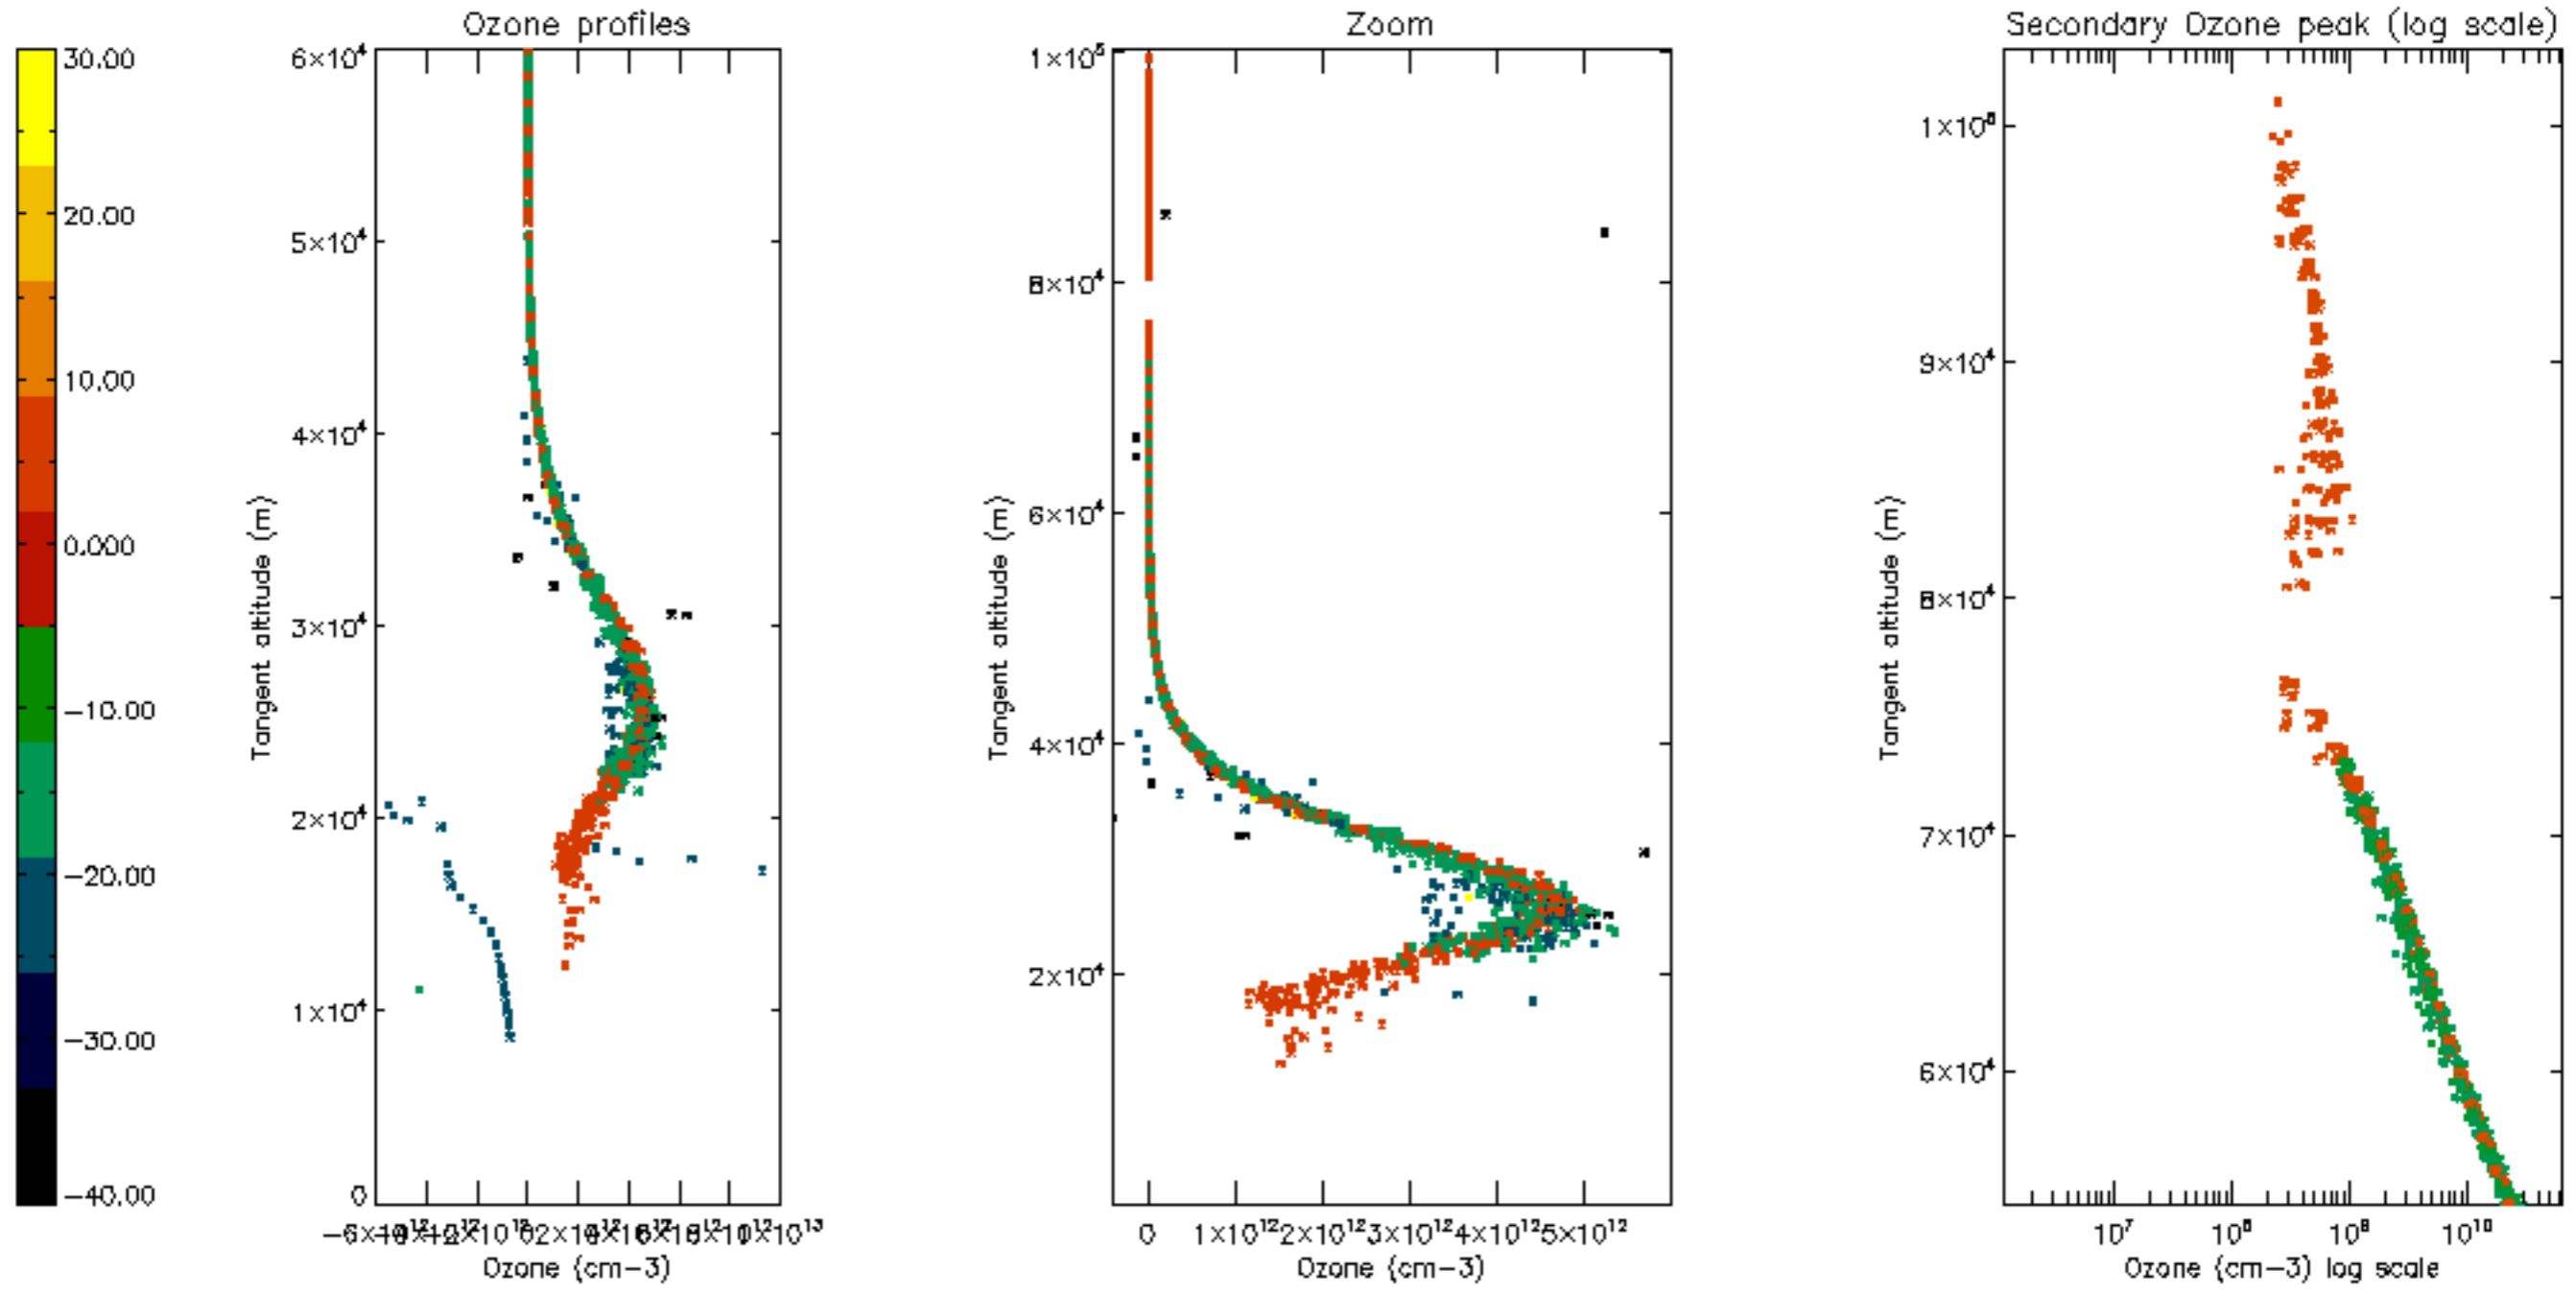 Ozone profiles
Zoom
Secondary Ozone peak (log scale)
30.00
20.00
10.00
0.000
-10.00
-20.00
-30.00
-40.00
6×10⁴
5×10⁴
4×10⁴
3×10⁴
2×10⁴
1×10⁴
0
Tangent altitude (m)
Ozone (cm-3)
1×10⁵
8×10⁴
6×10⁴
4×10⁴
2×10⁴
Tangent altitude (m)
0 1×10¹² 2×10¹² 3×10¹² 4×10¹² 5×10¹²
Ozone (cm-3)
9×10⁴
8×10⁴
7×10⁴
6×10⁴
Tangent altitude (m)
10⁷ 10⁹ 10¹⁰
Ozone (cm-3) log scale